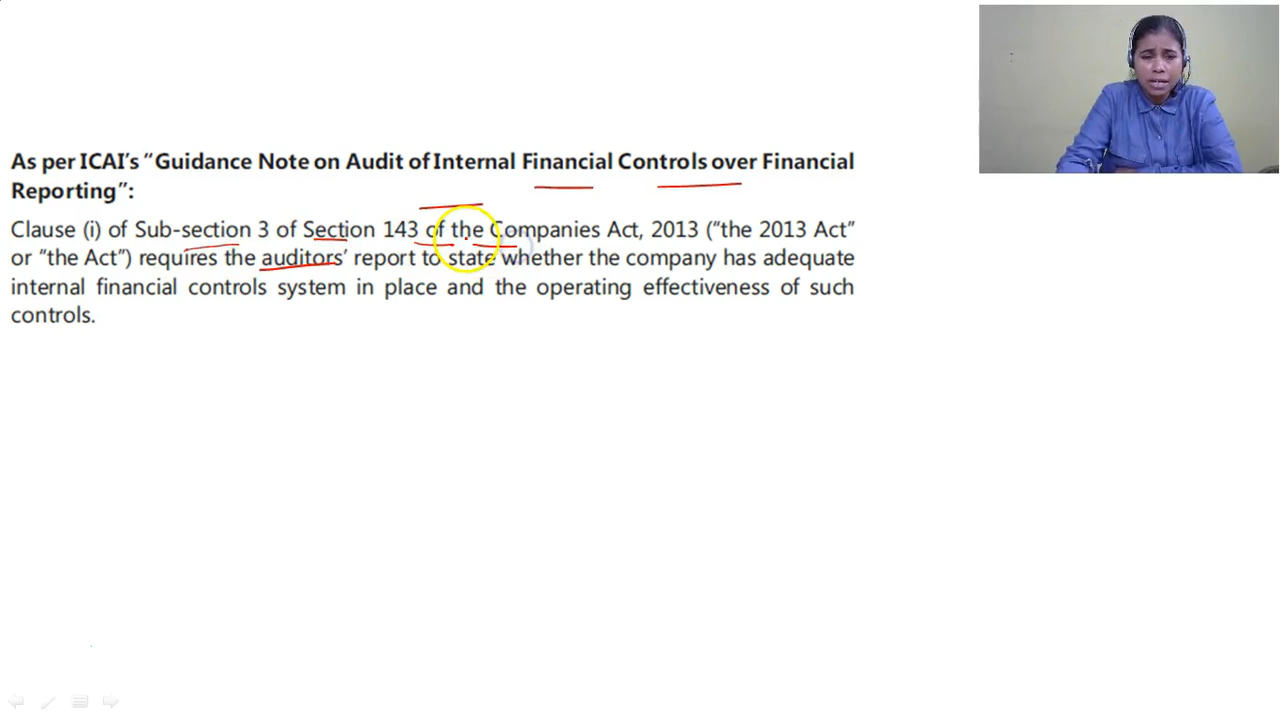 As per ICAI’s “Guidance Note on Audit of Internal Financial Controls over Financial
Reporting”:
Clause (i) of Sub-section 3 of Section 143 of the Companies Act, 2013 (“the 2013 Act”
or “the Act”) requires the auditors’ report to state whether the company has adequate
internal financial controls system in place and the operating effectiveness of such
controls.